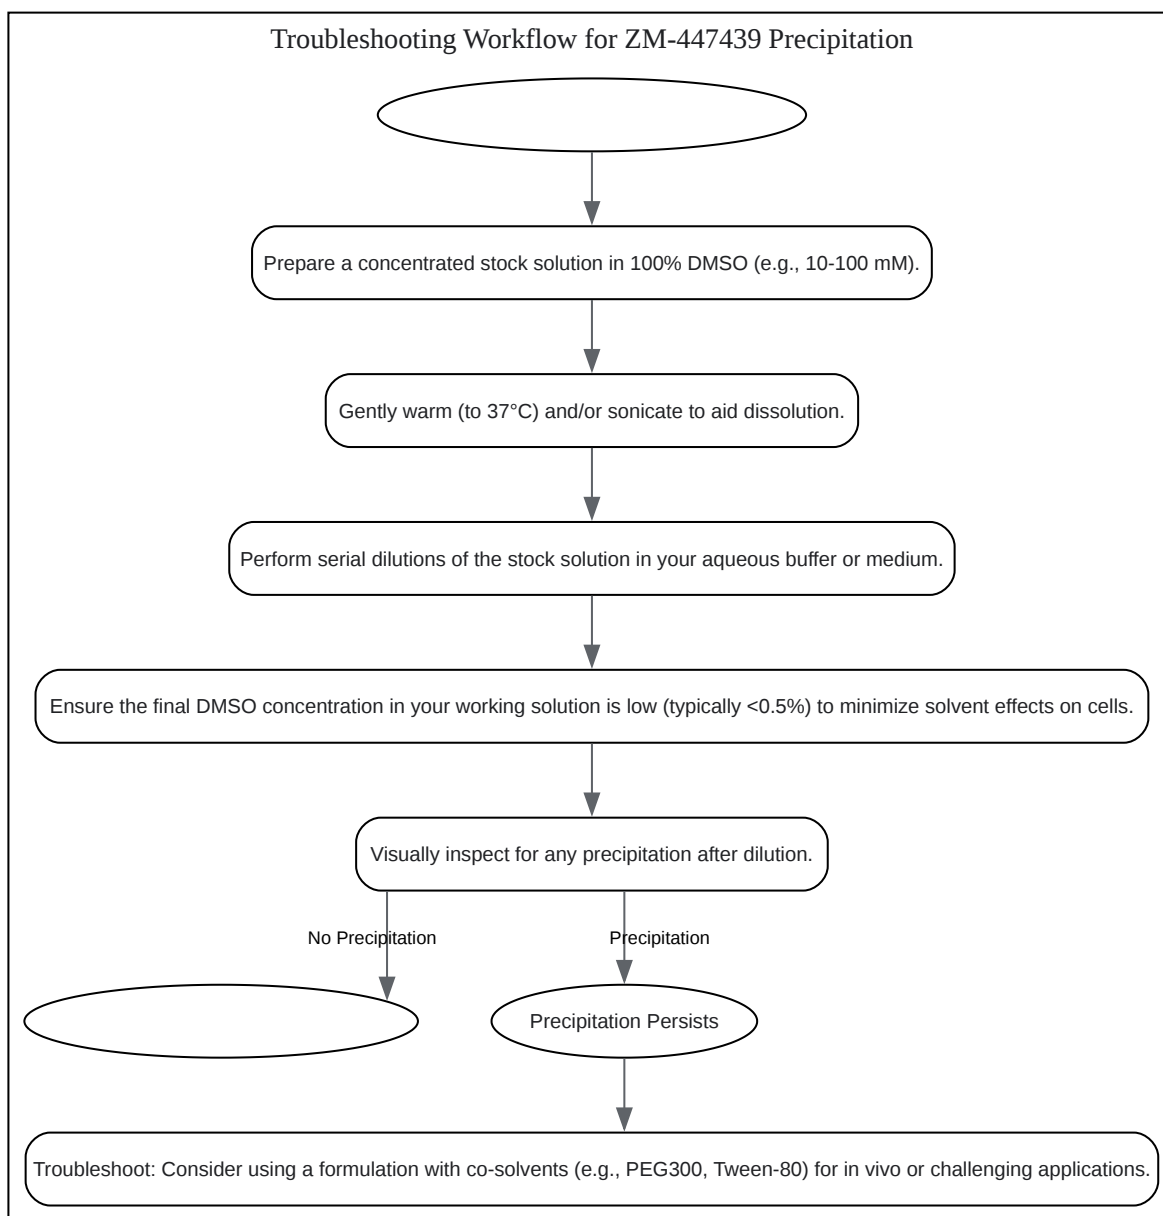 Troubleshooting Workflow for ZM-447439 Precipitation
Prepare a concentrated stock solution in 100% DMSO (e.g., 10-100 mM).
Gently warm (to 37°C) and/or sonicate to aid dissolution.
Perform serial dilutions of the stock solution in your aqueous buffer or medium.
Ensure the final DMSO concentration in your working solution is low (typically <0.5%) to minimize solvent effects on cells.
Visually inspect for any precipitation after dilution.
No Precipitation
Precipitation
Precipitation Persists
Troubleshoot: Consider using a formulation with co-solvents (e.g., PEG300, Tween-80) for in vivo or challenging applications.